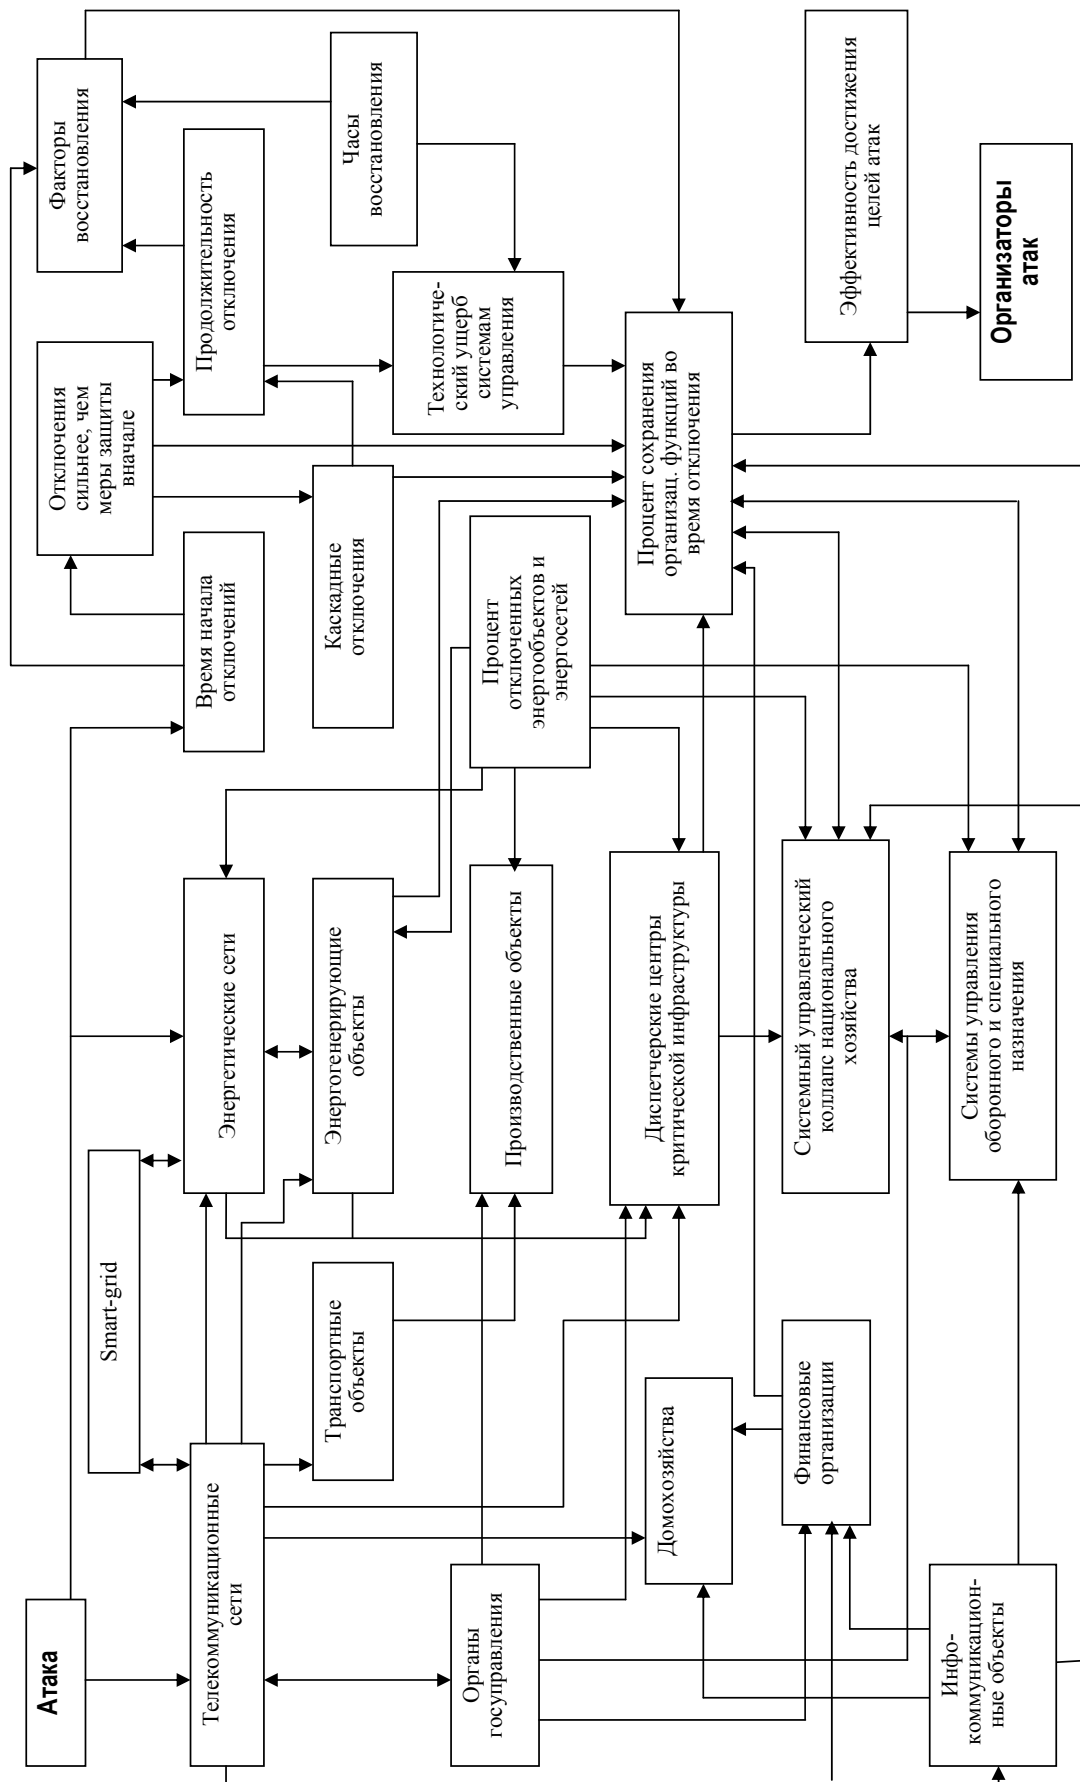 Атака
Телекоммуникационные
сети
Органы
госуправления
Инфо-
коммуникацион-
ные объекты
Smart-grid
Транспортные
объекты
Домохозяйства
Финансовые
организации
Энергетические сети
Энергогенерирующие
объекты
Производственные объекты
Диспетчерские центры
критической инфраструктуры
Системный управленческий
коллапс национального
хозяйства
Системы управления
оборонного и специального
назначения
Время начала
отключений
Отключения
сильнее, чем
меры защиты
вначале
Каскадные
отключения
Процент
отключенных
энергообъектов и
энергосетей
Факторы
восстановления
Продолжительность
отключения
Часы
восстановления
Технологиче-
ский ущерб
системам
управления
Процент сохранения
организац. функций во
время отключения
Эффективность достижения
целей атак
Организаторы
атак